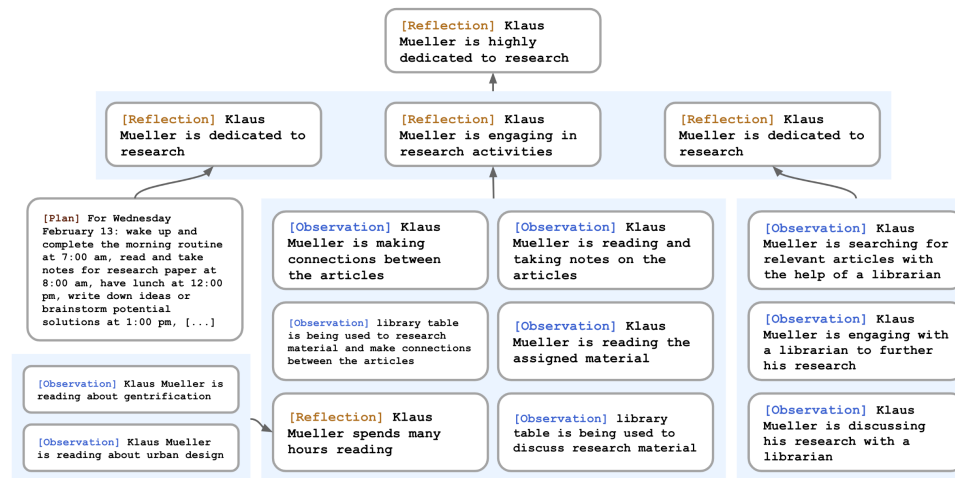 [Reflection] Klaus
Mueller is highly
dedicated to research
[Reflection] Klaus
Mueller is dedicated to
research
[Reflection] Klaus
Mueller is engaging in
research activities
[Reflection] Klaus
Mueller is dedicated to
research
[Plan] For Wednesday
February 13: wake up and
complete the morning routine
at 7:00 am, read and take
notes for research paper at
8:00 am, have lunch at 12:00
pm, write down ideas or
brainstorm potential
solutions at 1:00 pm, [...]
[Observation] Klaus Mueller is
reading about gentrification
[Observation] Klaus Mueller
is reading about urban design
[Observation] Klaus
Mueller is making
connections between
the articles
[Observation] Klaus
Mueller is reading and
taking notes on the
articles
[Observation] library table
is being used to research
material and make connections
between the articles
[Observation] Klaus
Mueller is reading the
assigned material
[Reflection] Klaus
Mueller spends many
hours reading
[Observation] library
table is being used to
discuss research material
[Observation] Klaus
Mueller is searching for
relevant articles with
the help of a librarian
[Observation] Klaus
Mueller is engaging with
a librarian to further
his research
[Observation] Klaus
Mueller is discussing
his research with a
librarian